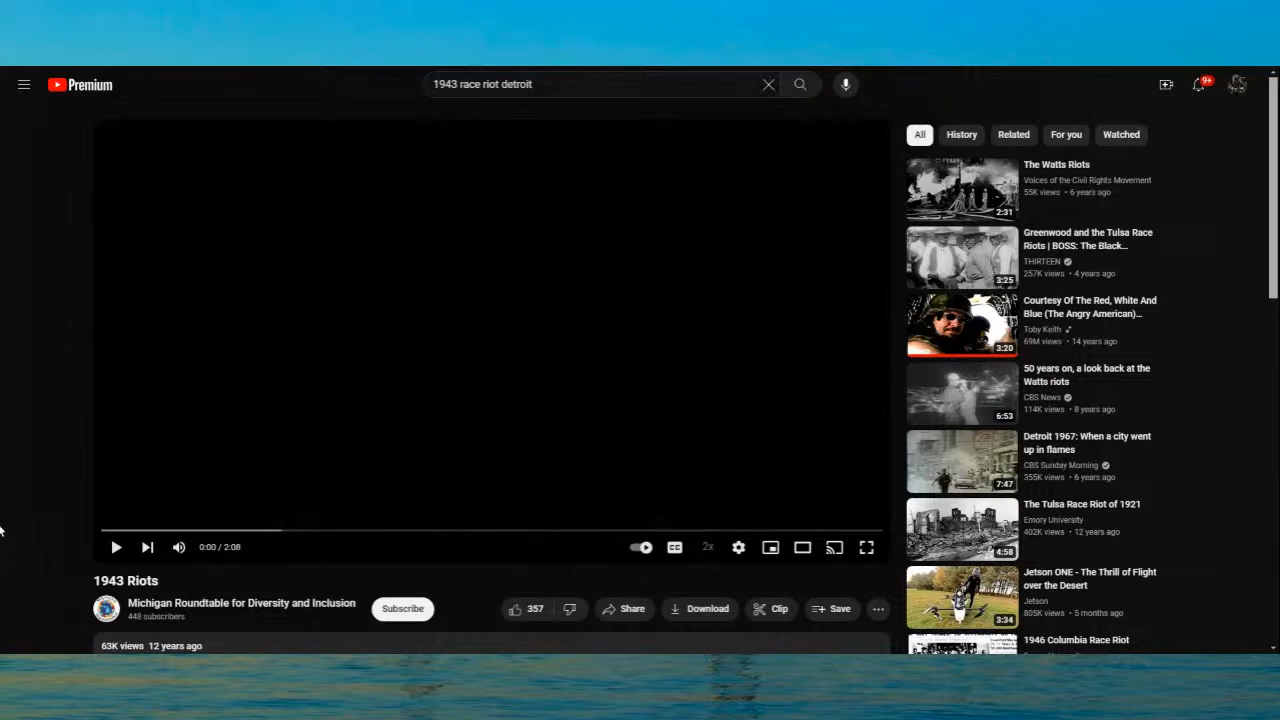 Premium
1943 race riot detroit
9+
All
History
Related
For you
Watched
The Watts Riots
Voices of the Civil Rights Movement
55K views • 6 years ago
2:31
Greenwood and the Tulsa Race
Riots | BOSS: The Black...
THIRTEEN
257K views • 4 years ago
3:25
Courtesy Of The Red, White And
Blue (The Angry American)...
Toby Keith
69M views • 14 years ago
3:20
50 years on, a look back at the
Watts riots
CBS News
114K views • 8 years ago
6:53
Detroit 1967: When a city went
up in flames
CBS Sunday Morning
355K views • 6 years ago
7:47
The Tulsa Race Riot of 1921
Emory University
402K views • 12 years ago
4:58
Jetson ONE - The Thrill of Flight
over the Desert
Jetson
805K views • 5 months ago
3:34
1946 Columbia Race Riot
0:00 / 2:08
CC
2x
1943 Riots
Michigan Roundtable for Diversity and Inclusion
448 subscribers
Subscribe
357
Share
Download
Clip
Save
63K views 12 years ago